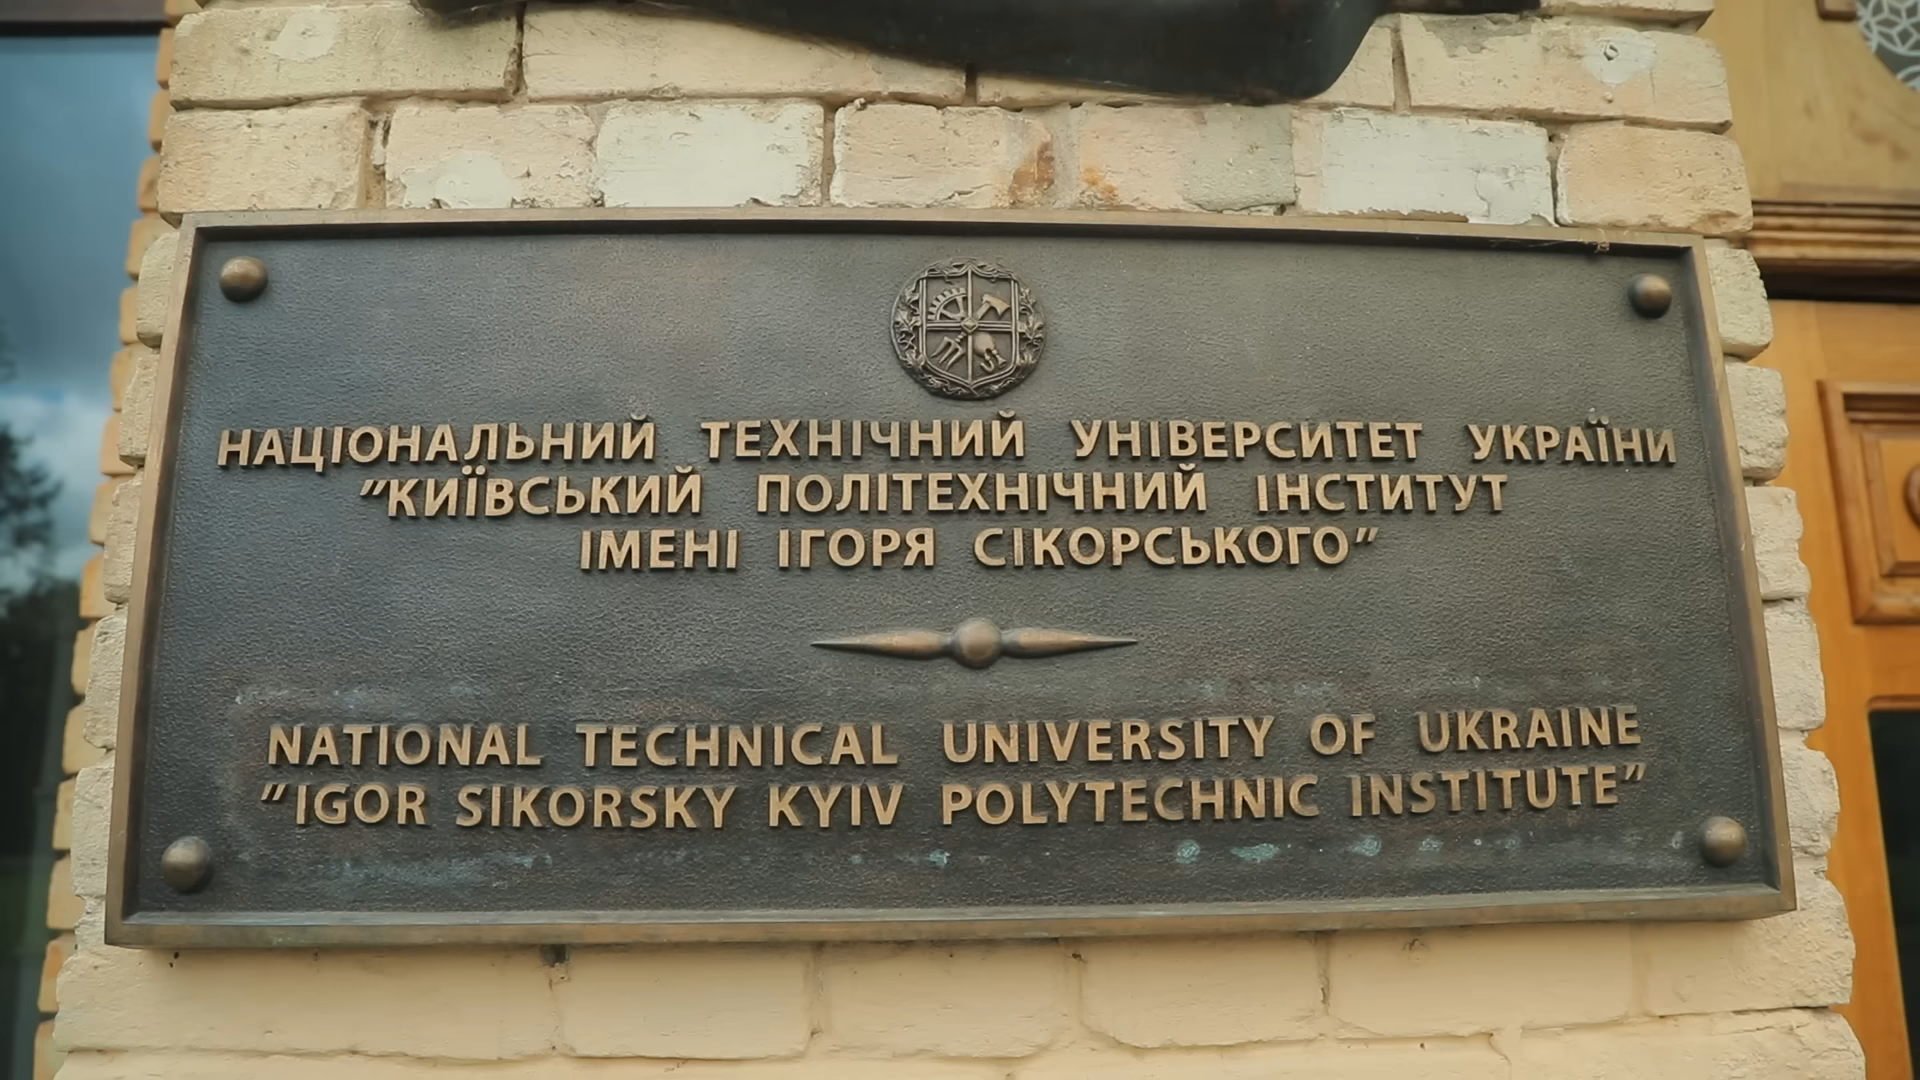 НАЦІОНАЛЬНИЙ ТЕХНІЧНИЙ УНІВЕРСИТЕТ УКРАЇНИ
"КИЇВСЬКИЙ ПОЛІТЕХНІЧНИЙ ІНСТИТУТ
ІМЕНІ ІГОРЯ СІКОРСЬКОГО"
NATIONAL TECHNICAL UNIVERSITY OF UKRAINE
"IGOR SIKORSKY KYIV POLYTECHNIC INSTITUTE"